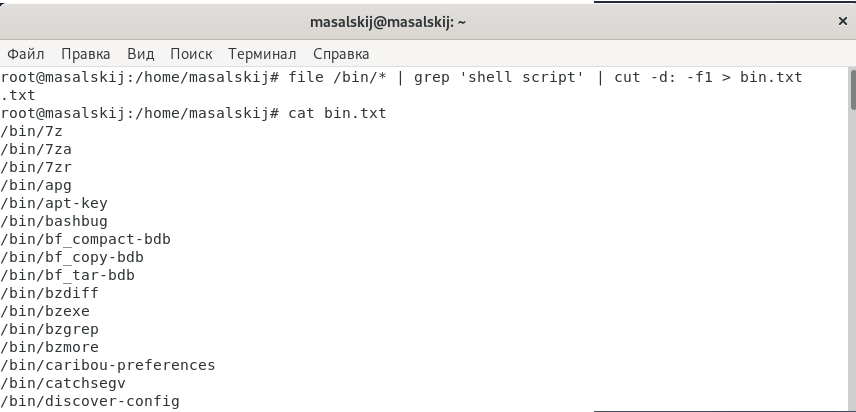 masalskij@masalskij: ~ ×
Файл Правка Вид Поиск Терминал Справка
root@masalskij:/home/masalskij# file /bin/* | grep 'shell script' | cut -d: -f1 > bin.txt
.txt
root@masalskij:/home/masalskij# cat bin.txt
/bin/7z
/bin/7za
/bin/7zr
/bin/apg
/bin/apt-key
/bin/bashbug
/bin/bf_compact-bdb
/bin/bf_copy-bdb
/bin/bf_tar-bdb
/bin/bzdiff
/bin/bzexe
/bin/bzgrep
/bin/bzmore
/bin/caribou-preferences
/bin/catchsegv
/bin/discover-config